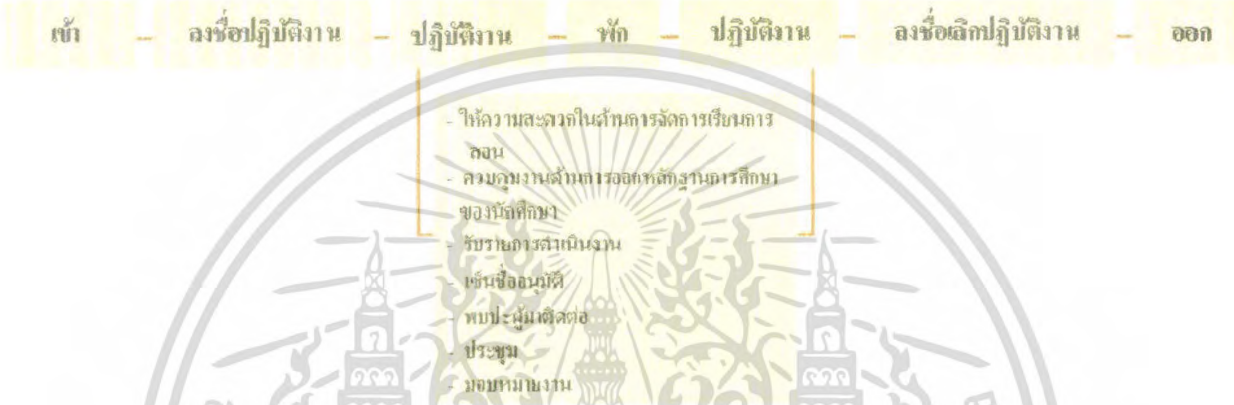 เข้า – ลงชื่อปฏิบัติงาน – ปฏิบัติงาน – พัก – ปฏิบัติงาน – ลงชื่อเลิกปฏิบัติงาน – ออก
- ให้ความสะดวกในด้านการจัดการเรียนการ
สอน
- ควบคุมงานด้านการออกหลักฐานการศึกษา
ของนักศึกษา
- รับรายการดำเนินงาน
- เซ็นชื่ออนุมัติ
- พบปะผู้มาติดต่อ
- ประชุม
- มอบหมายงาน